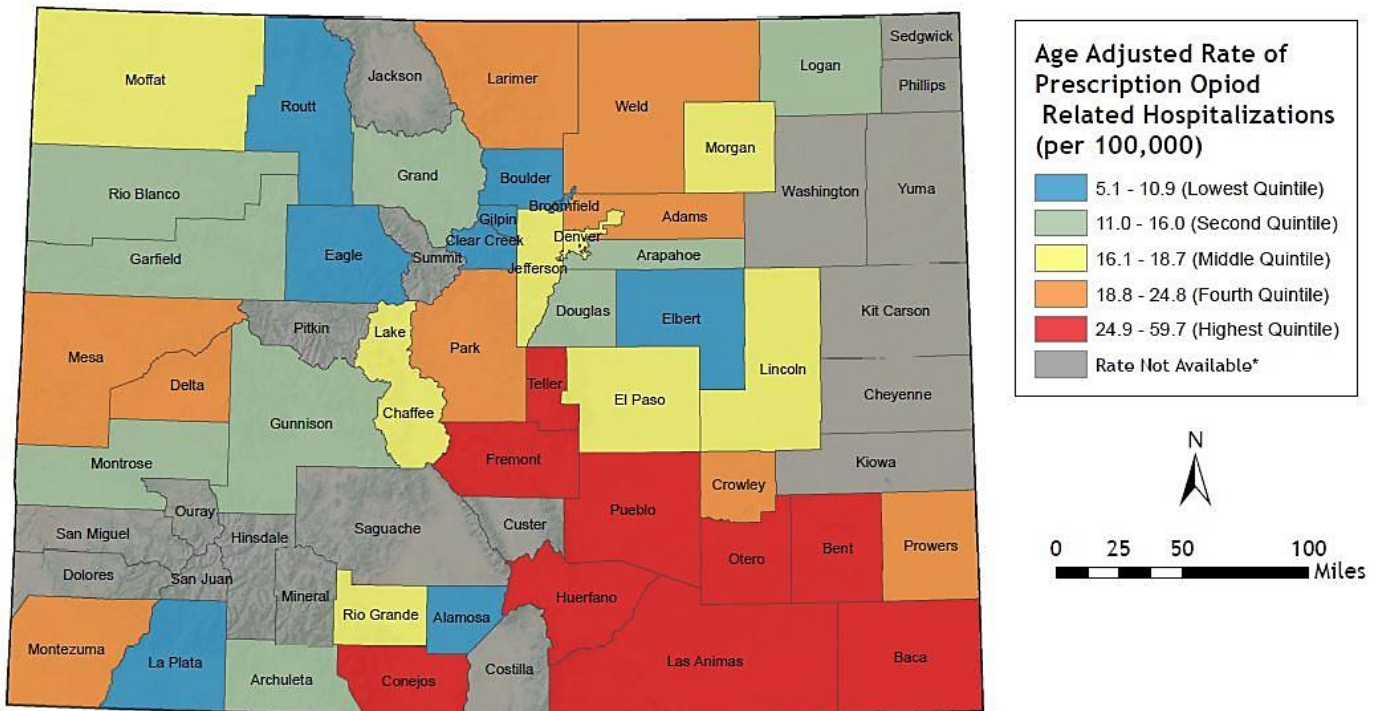 Moffat
Routt
Jackson
Larimer
Weld
Logan
Sedgwick
Phillips
Morgan
Rio Blanco
Grand
Boulder
Washington
Yuma
Broomfield
Gilpin
Adams
Garfield
Eagle
Summit
Clear Creek
Denver
Arapahoe
Jefferson
Douglas
Elbert
Kit Carson
Pitkin
Lake
Mesa
Park
Lincoln
Delta
Teller
El Paso
Cheyenne
Chaffee
Gunnison
Montrose
Fremont
Kiowa
Crowley
Ouray
Pueblo
San Miguel
Hinsdale
Saguache
Custer
Otero
Bent
Prowers
Dolores
San Juan
Mineral
Rio Grande
Alamosa
Huerfano
Montezuma
La Plata
Archuleta
Conejos
Costilla
Las Animas
Baca
Age Adjusted Rate of
Prescription Opiod
Related Hospitalizations
(per 100,000)
5.1 - 10.9 (Lowest Quintile)
11.0 - 16.0 (Second Quintile)
16.1 - 18.7 (Middle Quintile)
18.8 - 24.8 (Fourth Quintile)
24.9 - 59.7 (Highest Quintile)
Rate Not Available*
N
0 25 50 100
Miles